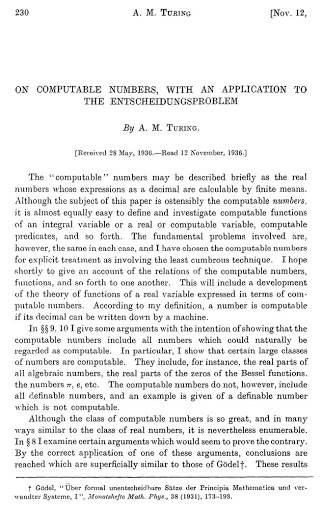 230 A. M. TURING [Nov. 12,
ON COMPUTABLE NUMBERS, WITH AN APPLICATION TO
THE ENTSCHEIDUNGSPROBLEM
By A. M. TURING.
[Received 28 May, 1936.—Read 12 November, 1936.]
The "computable" numbers may be described briefly as the real
numbers whose expressions as a decimal are calculable by finite means.
Although the subject of this paper is ostensibly the computable numbers,
it is almost equally easy to define and investigate computable functions
of an integral variable or a real or computable variable, computable
predicates, and so forth. The fundamental problems involved are,
however, the same in each case, and I have chosen the computable numbers
for explicit treatment as involving the least cumbrous technique. I hope
shortly to give an account of the relations of the computable numbers,
functions, and so forth to one another. This will include a development
of the theory of functions of a real variable expressed in terms of com-
putable numbers. According to my definition, a number is computable
if its decimal can be written down by a machine.
In §§ 9, 10 I give some arguments with the intention of showing that the
computable numbers include all numbers which could naturally be
regarded as computable. In particular, I show that certain large classes
of numbers are computable. They include, for instance, the real parts of
all algebraic numbers, the real parts of the zeros of the Bessel functions.
the numbers π, e, etc. The computable numbers do not, however, include
all definable numbers, and an example is given of a definable number
which is not computable.
Although the class of computable numbers is so great, and in many
ways similar to the class of real numbers, it is nevertheless enumerable.
In § 8 I examine certain arguments which would seem to prove the contrary.
By the correct application of one of these arguments, conclusions are
reached which are superficially similar to those of Gödel†. These results
† Gödel, "Über formal unentscheidbare Sätze der Principia Mathematica und ver-
wandter Systeme, I", Monatshefte Math. Phys., 38 (1931), 173-198.